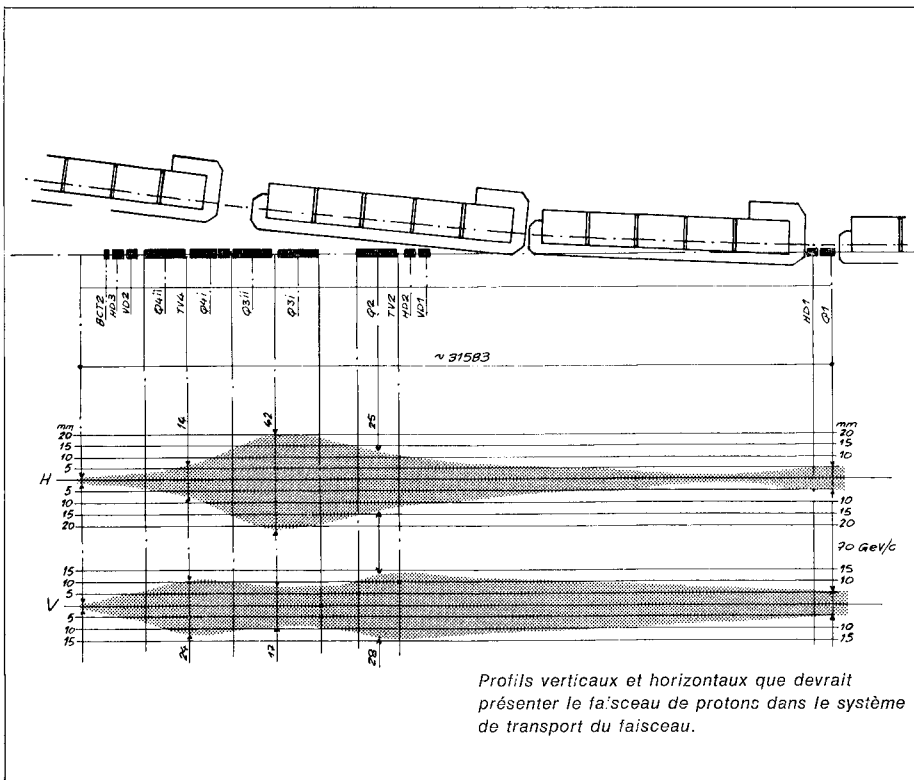 BCT2
HD3
VD2
Q4ii
TV4
Q4i
Q3ii
Q3i
Q2
TV2
HD2
VD1
HD1
Q1
~ 31583
14
42
25
mm
20
15
10
5
H
5
10
15
20
mm
20
15
10
10
15
20
70 GeV/c
15
10
5
V
5
10
15
15
10
10
15
24
17
28
Profils verticaux et horizontaux que devrait
présenter le faisceau de protons dans le système
de transport du faisceau.